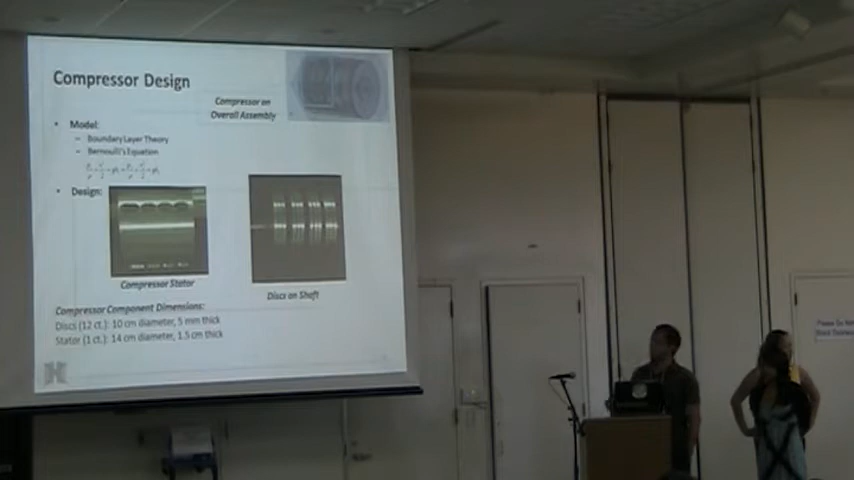 Compressor Design
Compressor on
Overall Assembly
• Model:
– Boundary Layer Theory
– Bernoulli's Equation
• Design:
Compressor Stator
Discs on Shaft
Compressor Component Dimensions:
Discs (12 ct.): 10 cm diameter, 5 mm thick
Stator (1 ct.): 14 cm diameter, 1.5 cm thick